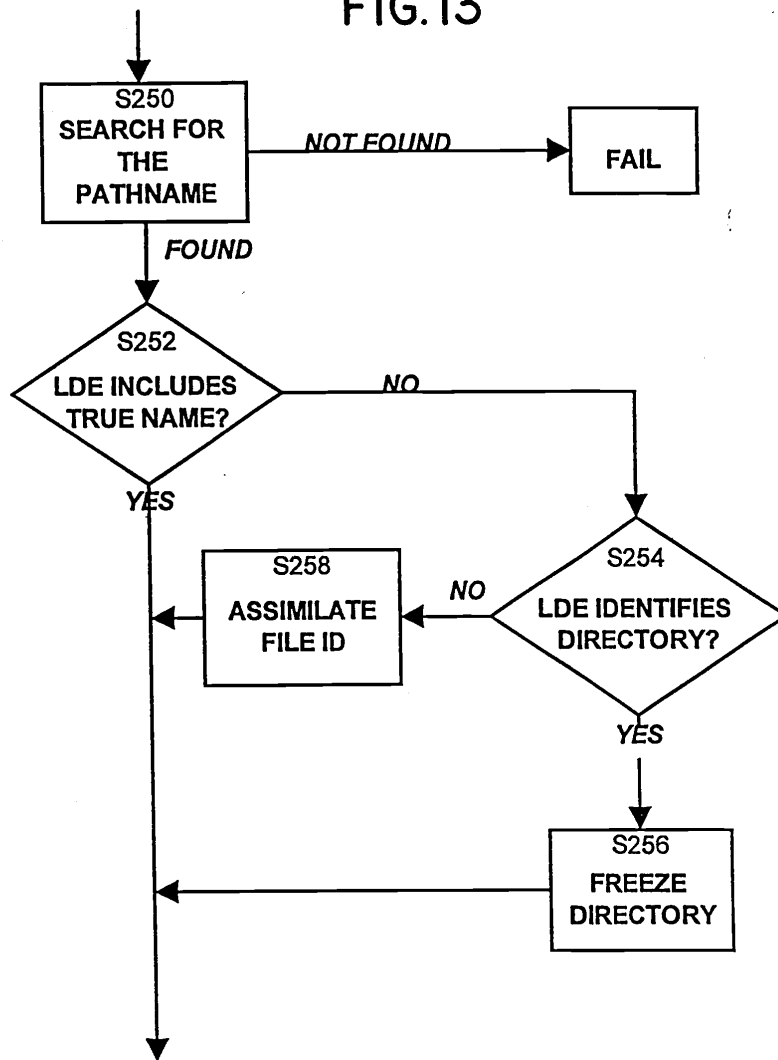 FIG.13
S250
SEARCH FOR
THE
PATHNAME
NOT FOUND
FAIL
FOUND
S252
LDE INCLUDES
TRUE NAME?
NO
YES
S254
LDE IDENTIFIES
DIRECTORY?
NO
S258
ASSIMILATE
FILE ID
YES
S256
FREEZE
DIRECTORY